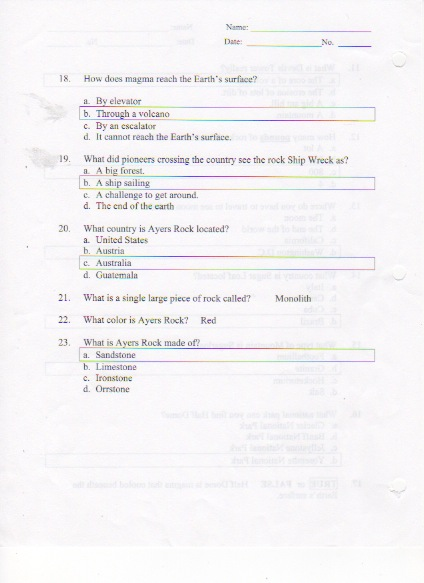 Name:
Date: No.
18. How does magma reach the Earth's surface?
a. By elevator
b. Through a volcano
c. By an escalator
d. It cannot reach the Earth's surface.
19. What did pioneers crossing the country see the rock Ship Wreck as?
a. A big forest.
b. A ship sailing
c. A challenge to get around.
d. The end of the earth
20. What country is Ayers Rock located?
a. United States
b. Austria
c. Australia
d. Guatemala
21. What is a single large piece of rock called? Monolith
22. What color is Ayers Rock? Red
23. What is Ayers Rock made of?
a. Sandstone
b. Limestone
c. Ironstone
d. Orrstone